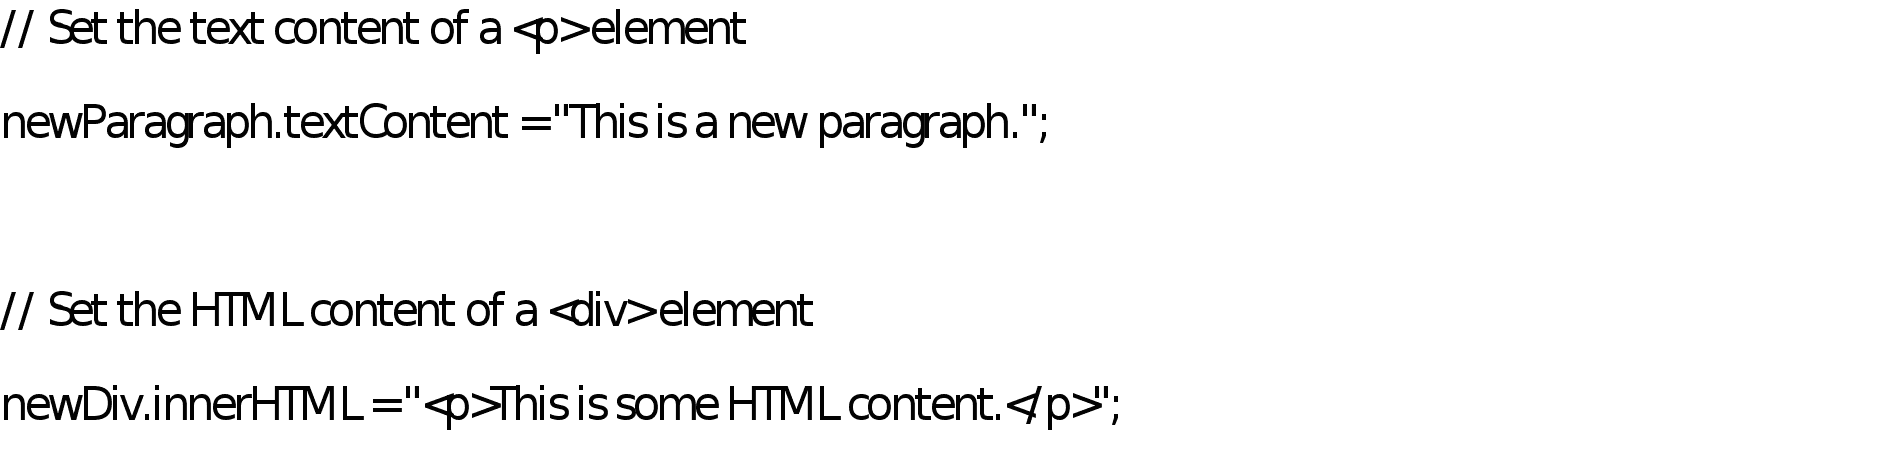 // Set the text content of a <p> element
newParagraph.textContent = "This is a new paragraph.";
// Set the HTML content of a <div> element
newDiv.innerHTML = "<p>This is some HTML content.</p>";